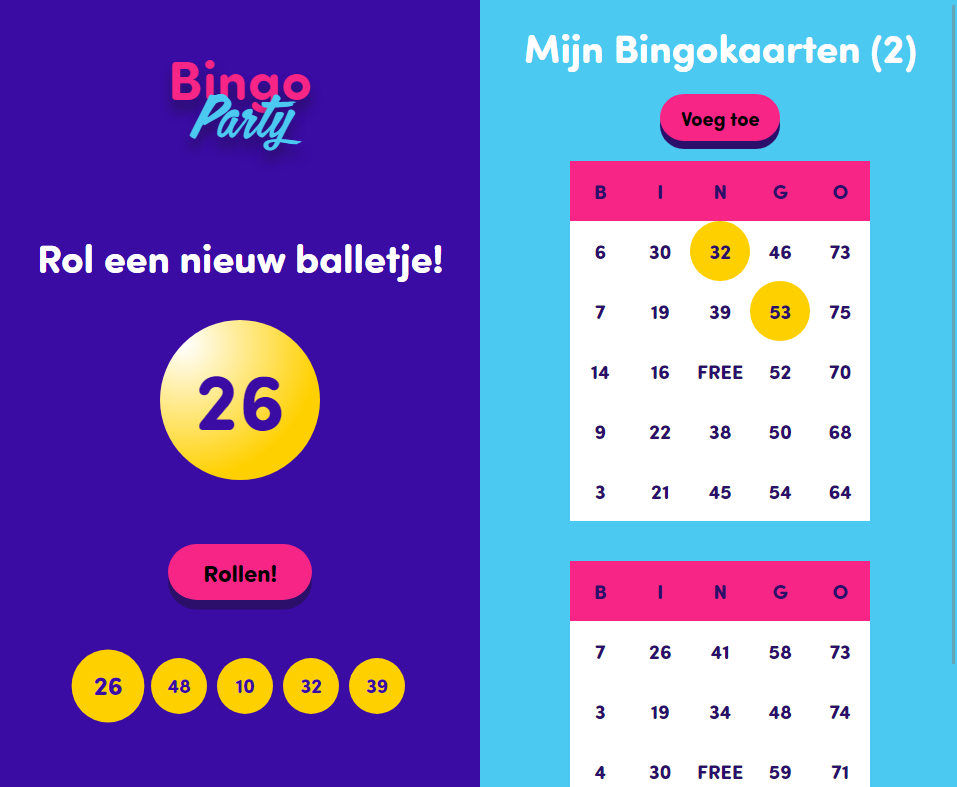 Bingo
Party
Rol een nieuw balletje!
26
Rollen!
26 48 10 32 39
Mijn Bingokaarten (2)
Voeg toe
B I N G O
6 30 32 46 73
7 19 39 53 75
14 16 FREE 52 70
9 22 38 50 68
3 21 45 54 64
B I N G O
7 26 41 58 73
3 19 34 48 74
4 30 FREE 59 71